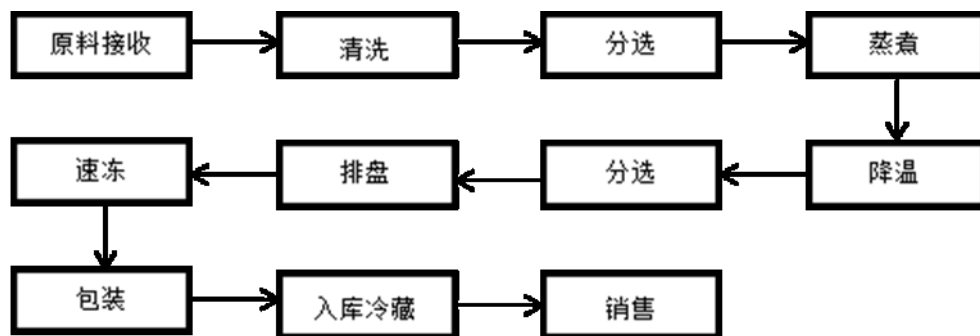 原料接收
清洗
分选
蒸煮
降温
分选
排盘
速冻
包装
入库冷藏
销售